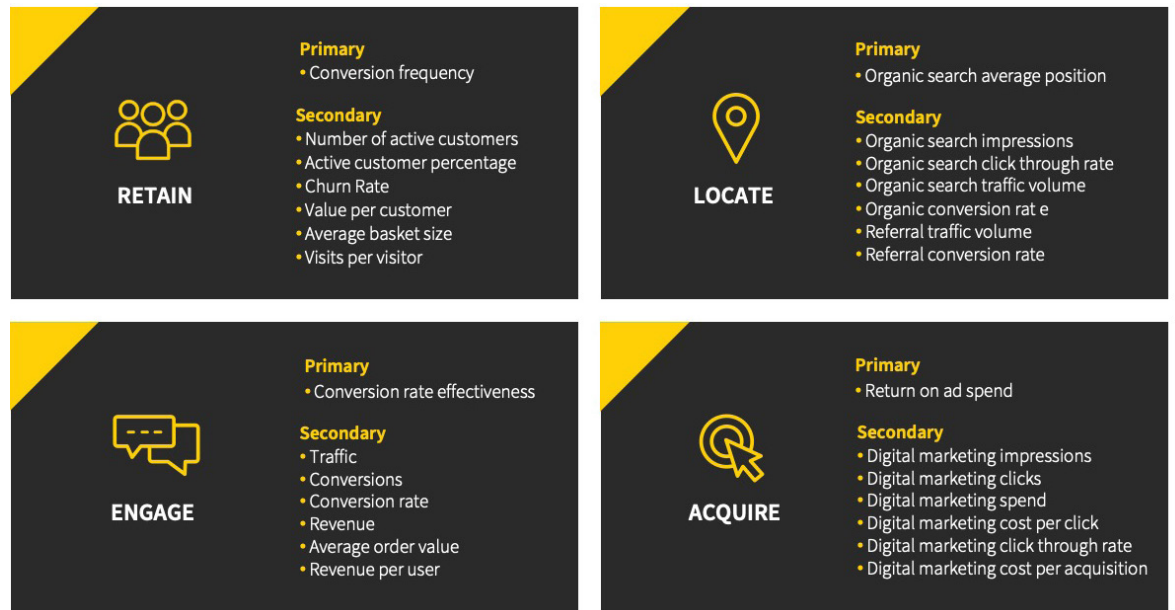 RETAIN
Primary
• Conversion frequency
Secondary
• Number of active customers
• Active customer percentage
• Churn Rate
• Value per customer
• Average basket size
• Visits per visitor
LOCATE
Primary
• Organic search average position
Secondary
• Organic search impressions
• Organic search click through rate
• Organic search traffic volume
• Organic conversion rat e
• Referral traffic volume
• Referral conversion rate
ENGAGE
Primary
• Conversion rate effectiveness
Secondary
• Traffic
• Conversions
• Conversion rate
• Revenue
• Average order value
• Revenue per user
ACQUIRE
Primary
• Return on ad spend
Secondary
• Digital marketing impressions
• Digital marketing clicks
• Digital marketing spend
• Digital marketing cost per click
• Digital marketing click through rate
• Digital marketing cost per acquisition